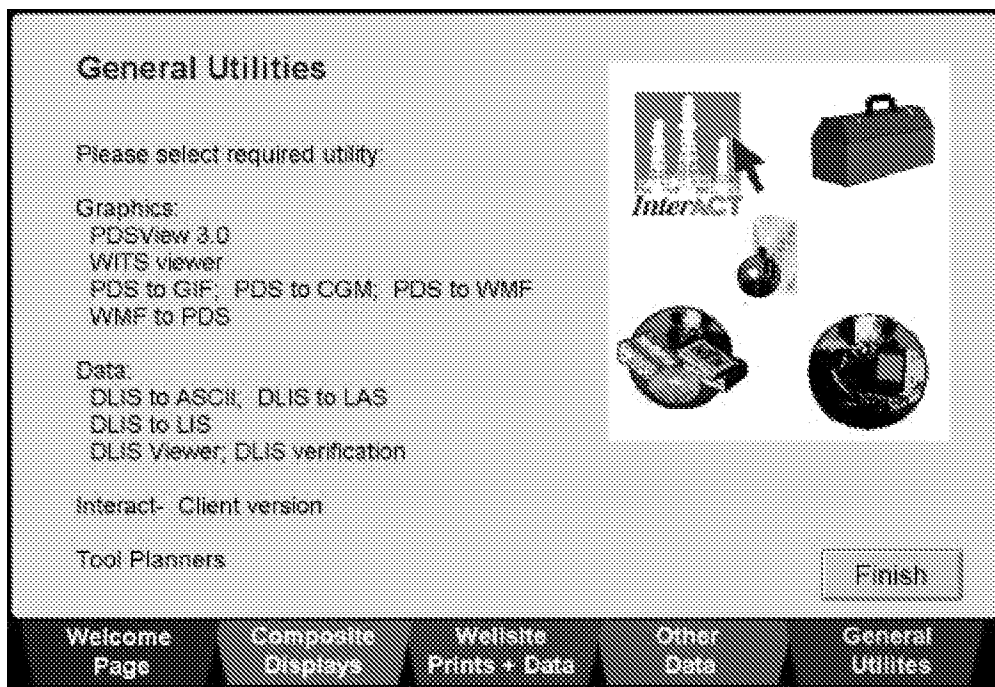 General Utilities
Please select required utility:
Graphics:
PDSView 3.0
WITS viewer
PDS to GIF; PDS to CGM; PDS to WMF
WMF to PDS
Data:
DLIS to ASCII; DLIS to LAS
DLIS to LIS
DLIS Viewer; DLIS verification
Interact- Client version
Tool Planners
InterACT
Finish
Welcome Page
Composite Displays
Wellsite Prints + Data
Other Data
General Utilites